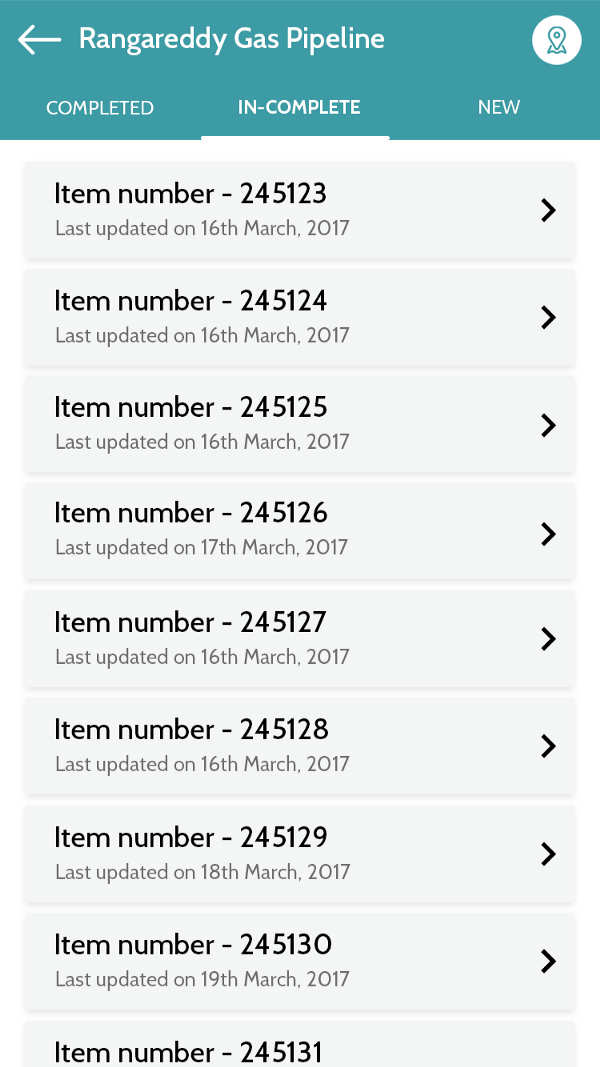 Rangareddy Gas Pipeline
COMPLETED IN-COMPLETE NEW
Item number - 245123
Last updated on 16th March, 2017
Item number - 245124
Last updated on 16th March, 2017
Item number - 245125
Last updated on 16th March, 2017
Item number - 245126
Last updated on 17th March, 2017
Item number - 245127
Last updated on 16th March, 2017
Item number - 245128
Last updated on 16th March, 2017
Item number - 245129
Last updated on 18th March, 2017
Item number - 245130
Last updated on 19th March, 2017
Item number - 245131